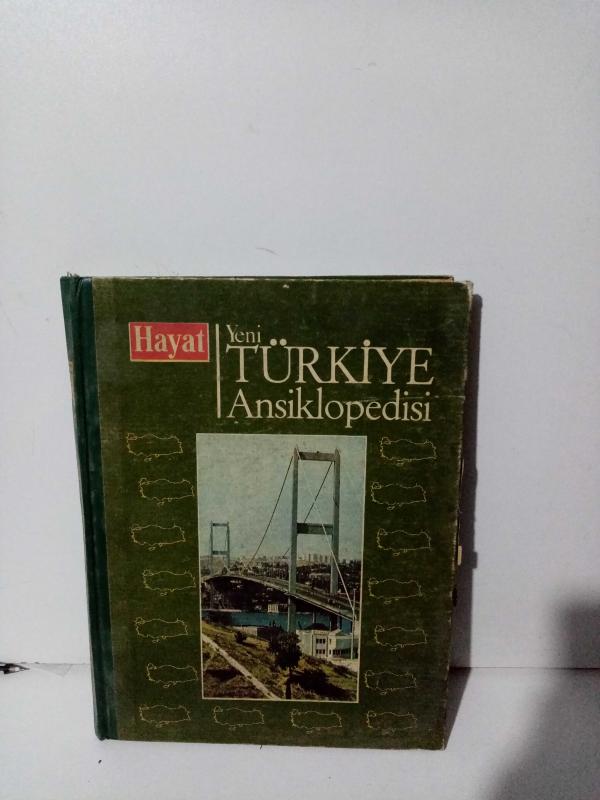 Hayat
Yeni
TÜRKİYE
Ansiklopedisi